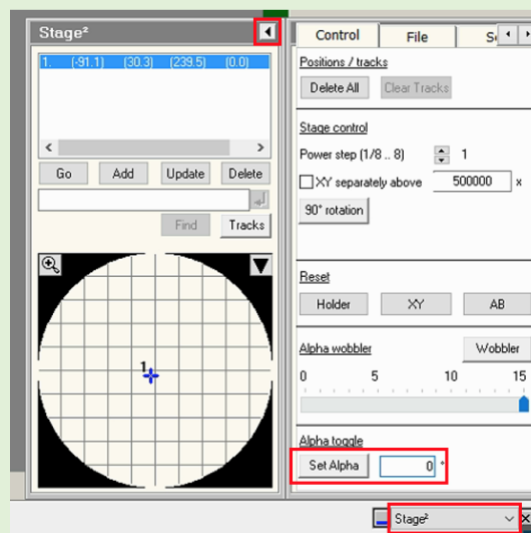 Stage²
1. (-91.1) (30.3) (239.5) (0.0)
Go Add Update Delete
Find Tracks
1
Control File
Positions / tracks
Delete All Clear Tracks
Stage control
Power step (1/8 .. 8) 1
XY separately above 500000 x
90° rotation
Reset
Holder XY AB
Alpha wobbler Wobbler
0 5 10 15
Alpha toggle
Set Alpha 0 °
Stage²